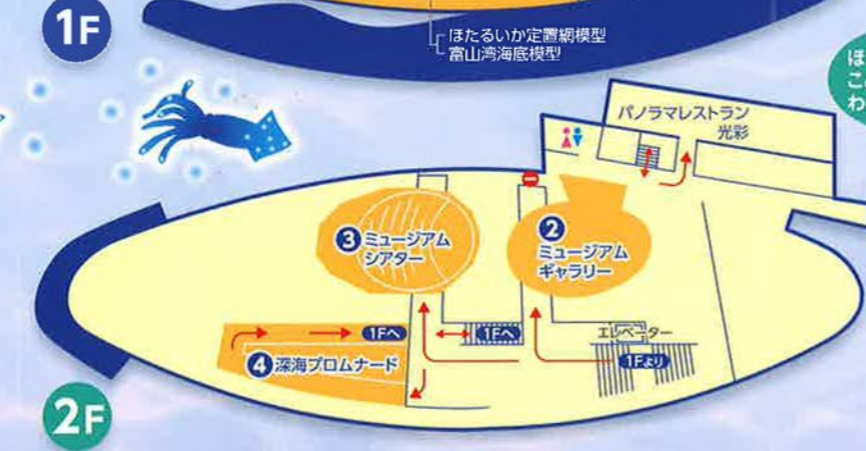 1F
ほたるいか定置網模型
富山湾海底模型
ほ
こ
わ
パノラマレストラン
光彩
3 ミュージアム
シアター
2
ミュージアム
ギャラリー
1Fへ
1Fへ
エレベーター
1Fより
4 深海プロムナード
2F